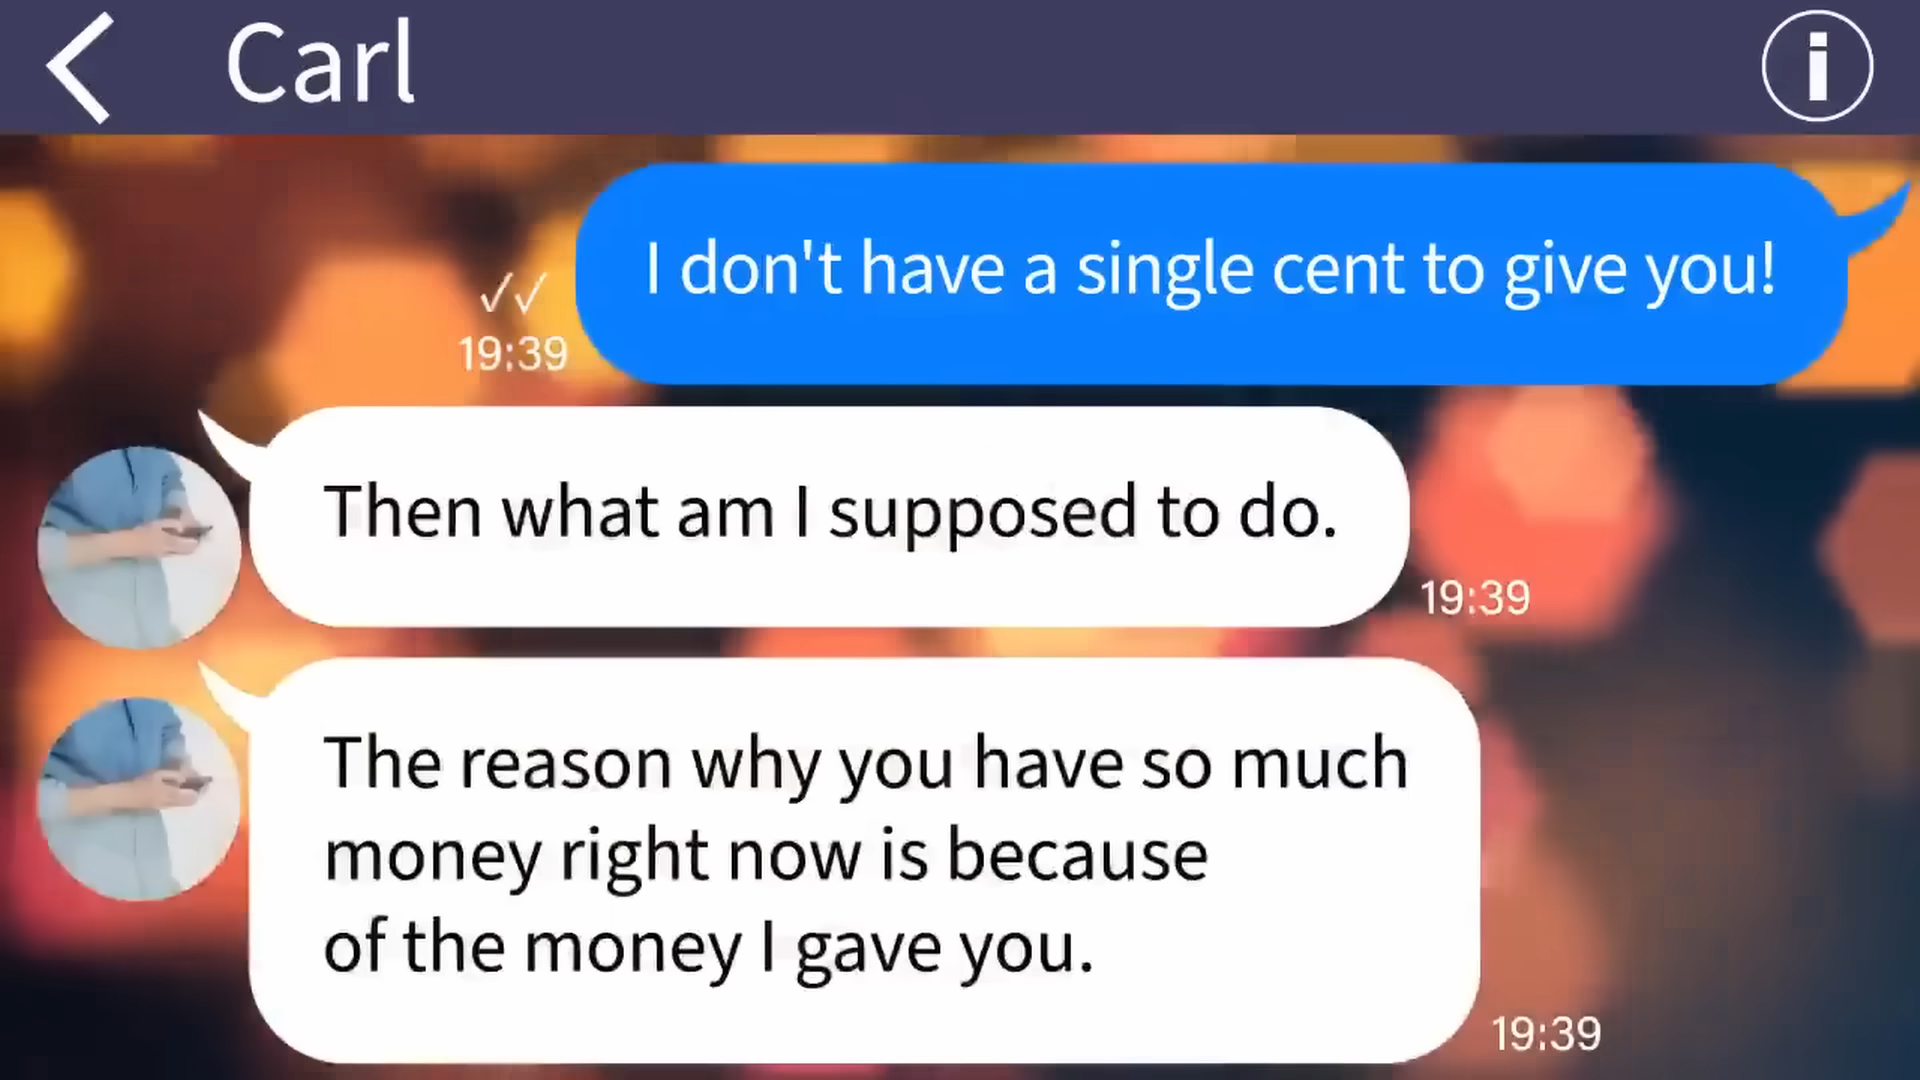 Carl
I don't have a single cent to give you!
✓✓
19:39
Then what am I supposed to do.
19:39
The reason why you have so much
money right now is because
of the money I gave you.
19:39